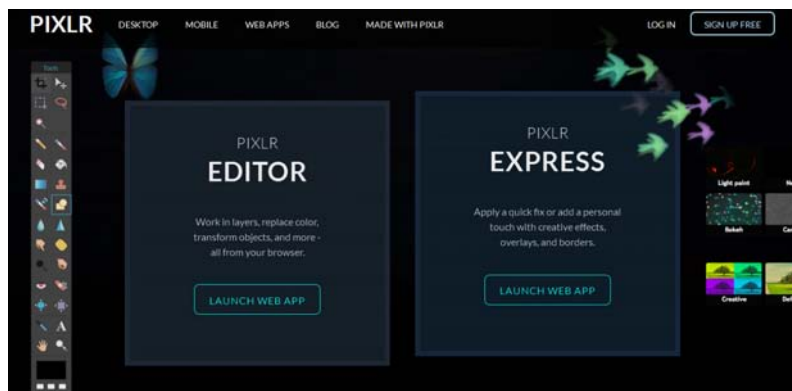 PIXLR DESKTOP MOBILE WEB APPS BLOG MADE WITH PIXLR LOG IN SIGN UP FREE
Tools
PIXLR
EDITOR
Work in layers, replace color,
transform objects, and more -
all from your browser.
LAUNCH WEB APP
PIXLR
EXPRESS
Apply a quick fix or add a personal
touch with creative effects,
overlays, and borders.
LAUNCH WEB APP
Light paint
Bokeh
Creative